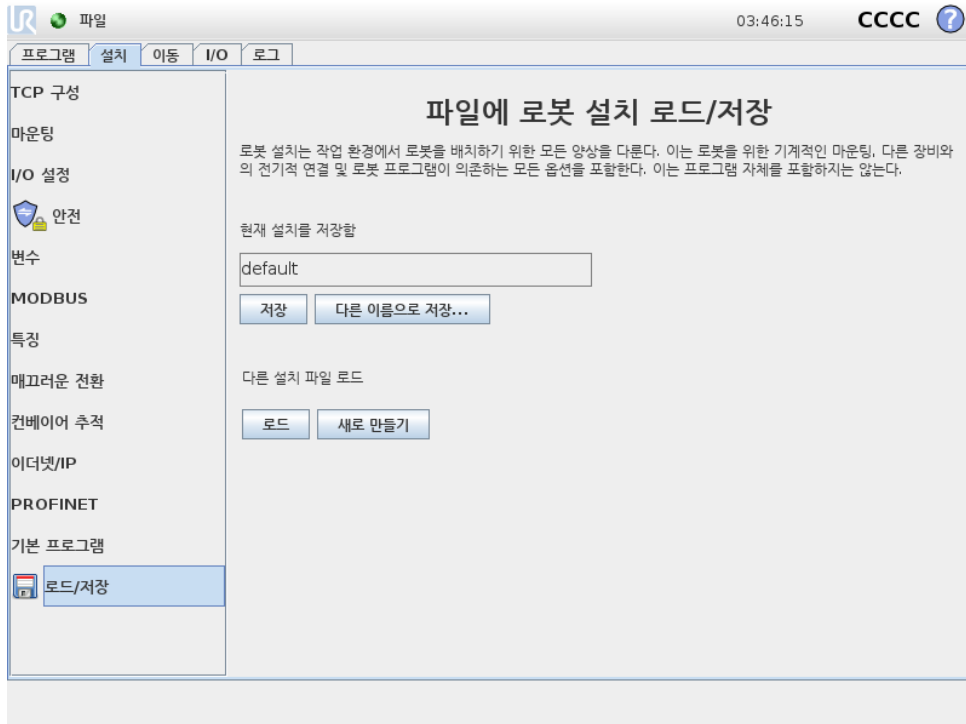 UR 파일 03:46:15 CCCC ?
프로그램 설치 이동 I/O 로그
TCP 구성
마운팅
I/O 설정
안전
변수
MODBUS
특징
매끄러운 전환
컨베이어 추적
이더넷/IP
PROFINET
기본 프로그램
로드/저장
파일에 로봇 설치 로드/저장
로봇 설치는 작업 환경에서 로봇을 배치하기 위한 모든 양상을 다룬다. 이는 로봇을 위한 기계적인 마운팅, 다른 장비와
의 전기적 연결 및 로봇 프로그램이 의존하는 모든 옵션을 포함한다. 이는 프로그램 자체를 포함하지는 않는다.
현재 설치를 저장함
default
저장 다른 이름으로 저장...
다른 설치 파일 로드
로드 새로 만들기